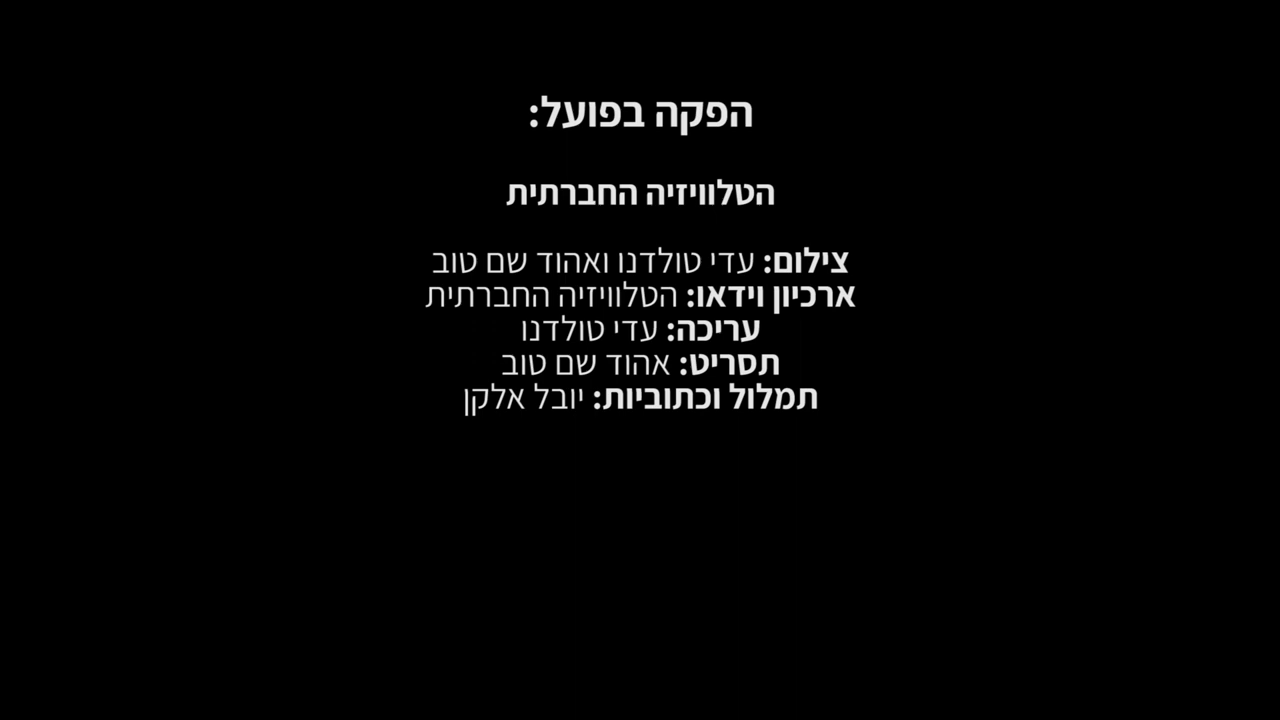 הפקה בפועל:
הטלוויזיה החברתית
צילום: עדי טולדנו ואהוד שם טוב
ארכיון וידאו: הטלוויזיה החברתית
עריכה: עדי טולדנו
תסריט: אהוד שם טוב
תמלול וכתוביות: יובל אלקן